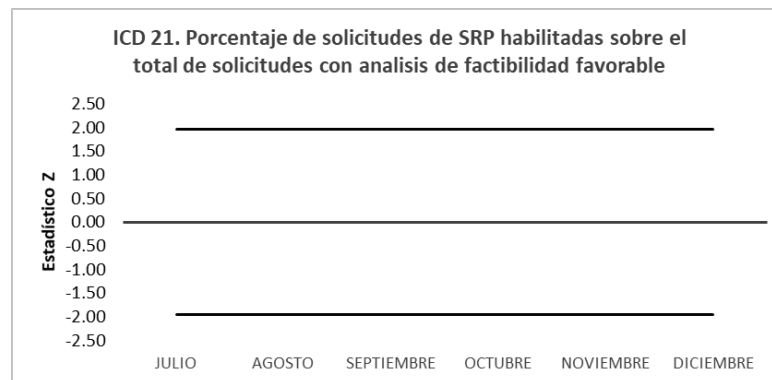 ICD 21. Porcentaje de solicitudes de SRP habilitadas sobre el
total de solicitudes con analisis de factibilidad favorable
Estadístico Z
2.50
2.00
1.50
1.00
0.50
0.00
-0.50
-1.00
-1.50
-2.00
-2.50
JULIO AGOSTO SEPTIEMBRE OCTUBRE NOVIEMBRE DICIEMBRE